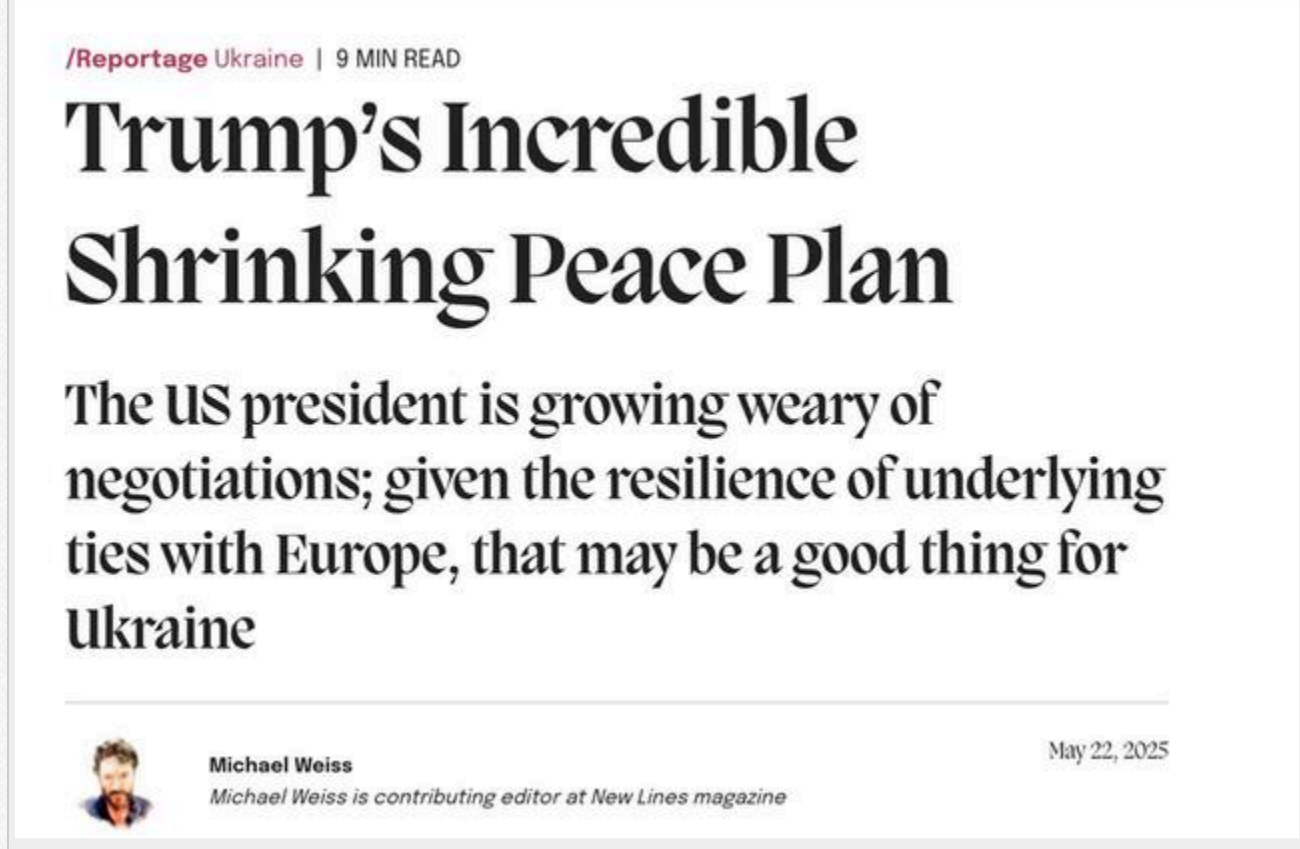 /Reportage Ukraine | 9 MIN READ
Trump’s Incredible
Shrinking Peace Plan
The US president is growing weary of
negotiations; given the resilience of underlying
ties with Europe, that may be a good thing for
Ukraine
May 22, 2025
Michael Weiss
Michael Weiss is contributing editor at New Lines magazine